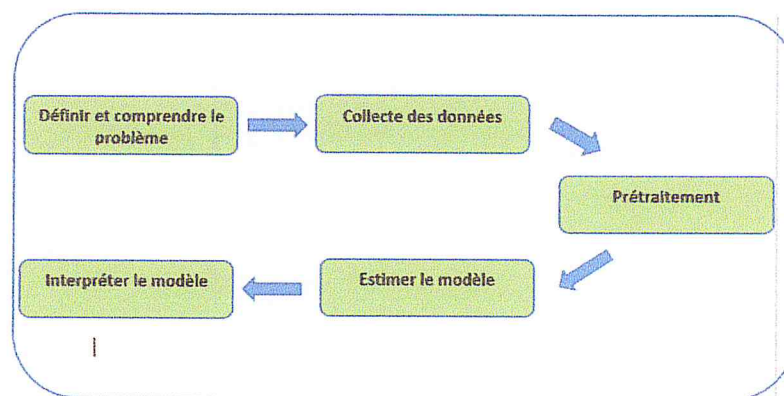 Définir et comprendre le
problème
Collecte des données
Prétraitement
Estimer le modèle
Interpréter le modèle